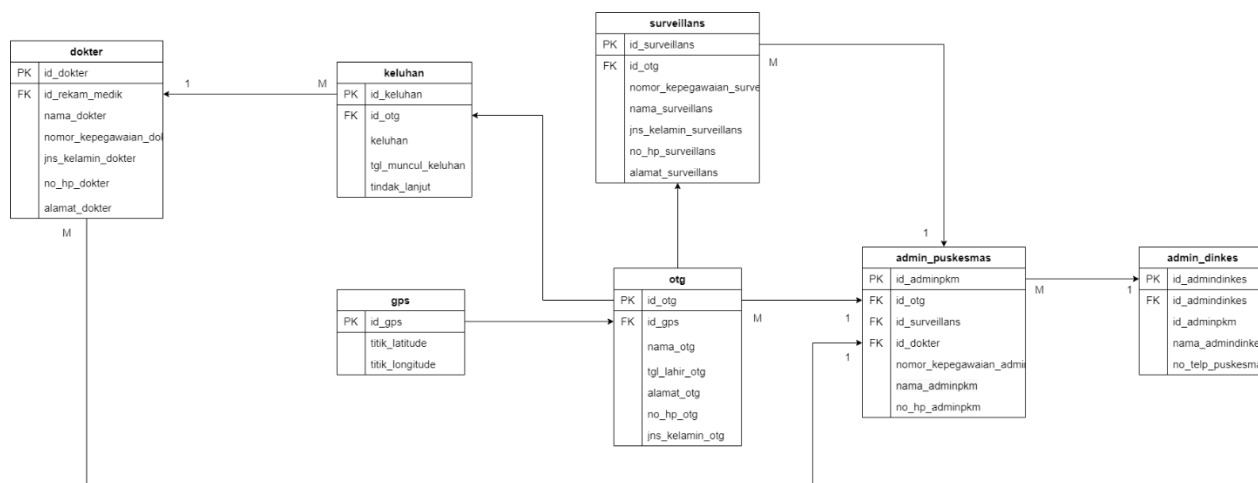 surveillans
PK id_surveillans
FK id_otg
nomor_kepegawaian_surve
nama_surveillans
jns_kelamin_surveillans
no_hp_surveillans
alamat_surveillans
M
1
dokter
PK id_dokter
FK id_rekam_medik
nama_dokter
nomor_kepegawaian_dol
jns_kelamin_dokter
no_hp_dokter
alamat_dokter
1
M
M
keluhan
PK id_keluhan
FK id_otg
keluhan
tgl_muncul_keluhan
tindak_lanjut
gps
PK id_gps
titik_latitude
titik_longitude
otg
PK id_otg
FK id_gps
nama_otg
tgl_lahir_otg
alamat_otg
no_hp_otg
jns_kelamin_otg
M
1
1
admin_puskesmas
PK id_adminpkm
FK id_otg
FK id_surveillans
FK id_dokter
nomor_kepegawaian_admi
nama_adminpkm
no_hp_adminpkm
M
1
admin_dinkes
PK id_admindinkes
FK id_admindinkes
id_adminpkm
nama_admindinke
no_telp_puskesma